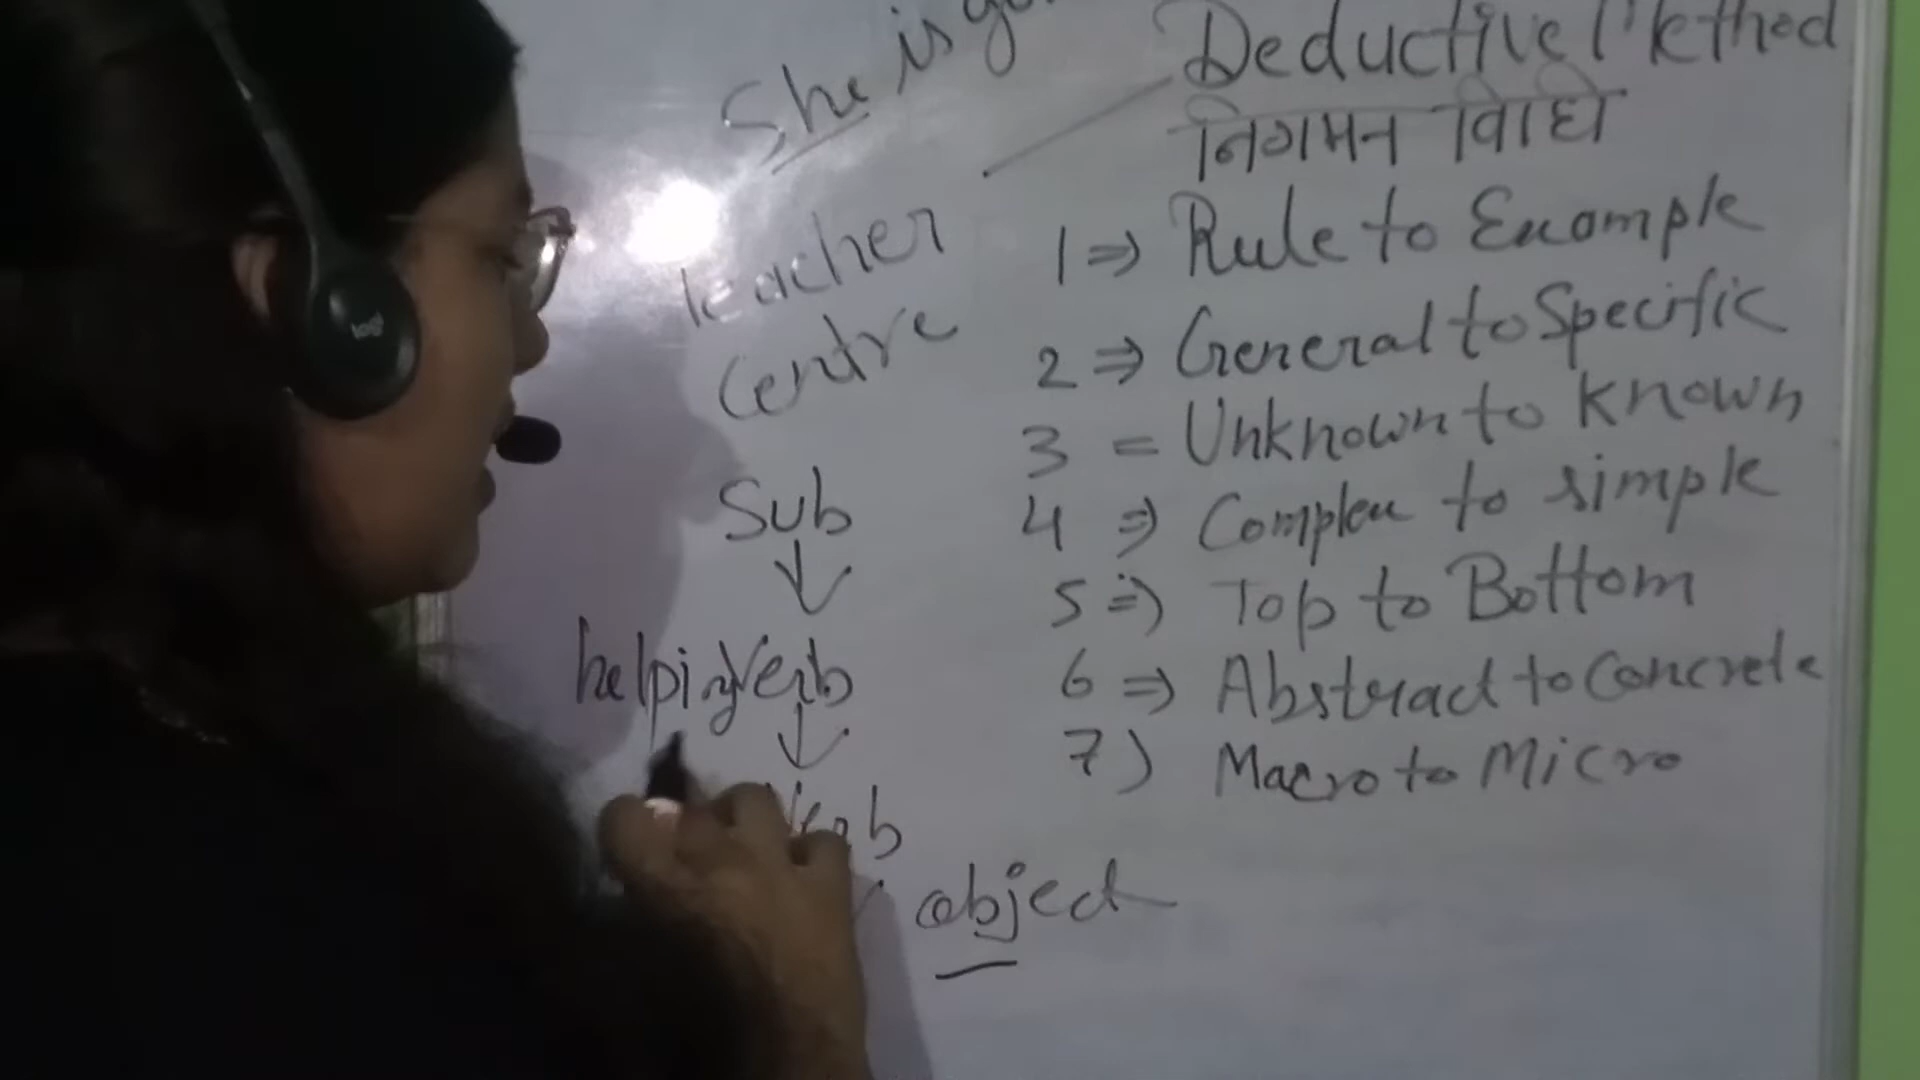 She is
Deductive Method
निगमन विधि
teacher
centre
1 ⇒ Rule to Example
2 ⇒ General to Specific
3 = Unknown to known
4 ⇒ Complex to simple
5 ⇒ Top to Bottom
6 ⇒ Abstract to Concrete
7) Macro to Micro
Sub
helping Verb
Verb
object
logi